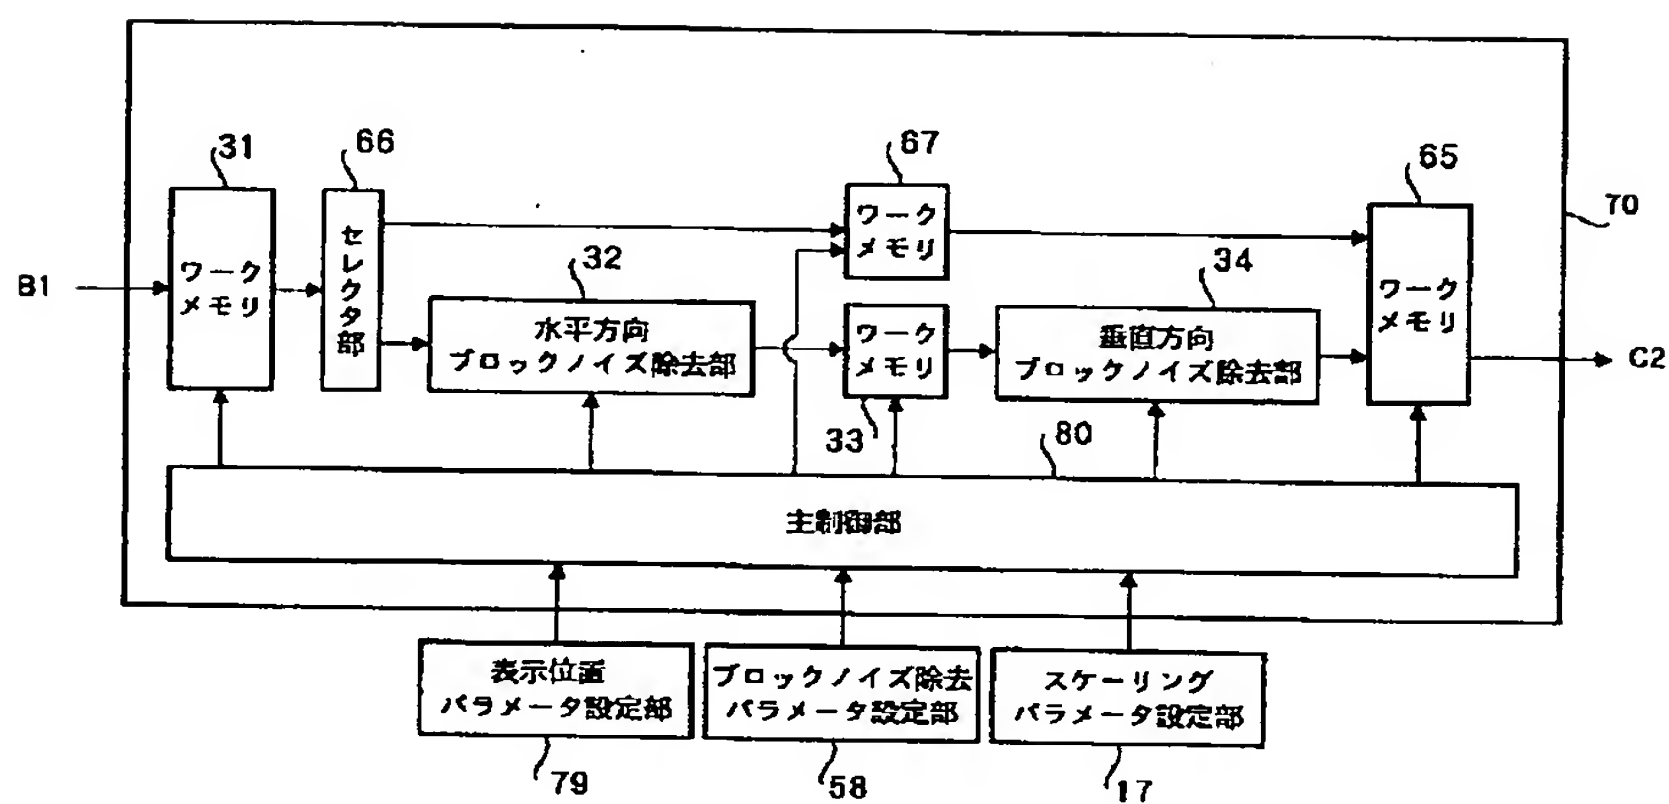 31
66
67
65
70
ワーク
メモリ
セレクタ部
ワーク
メモリ
32
34
B1
ワーク
メモリ
水平方向
ブロックノイズ除去部
ワーク
メモリ
垂直方向
ブロックノイズ除去部
C2
33
80
主制御部
表示位置
パラメータ設定部
ブロックノイズ除去
パラメータ設定部
スケーリング
パラメータ設定部
79
58
17